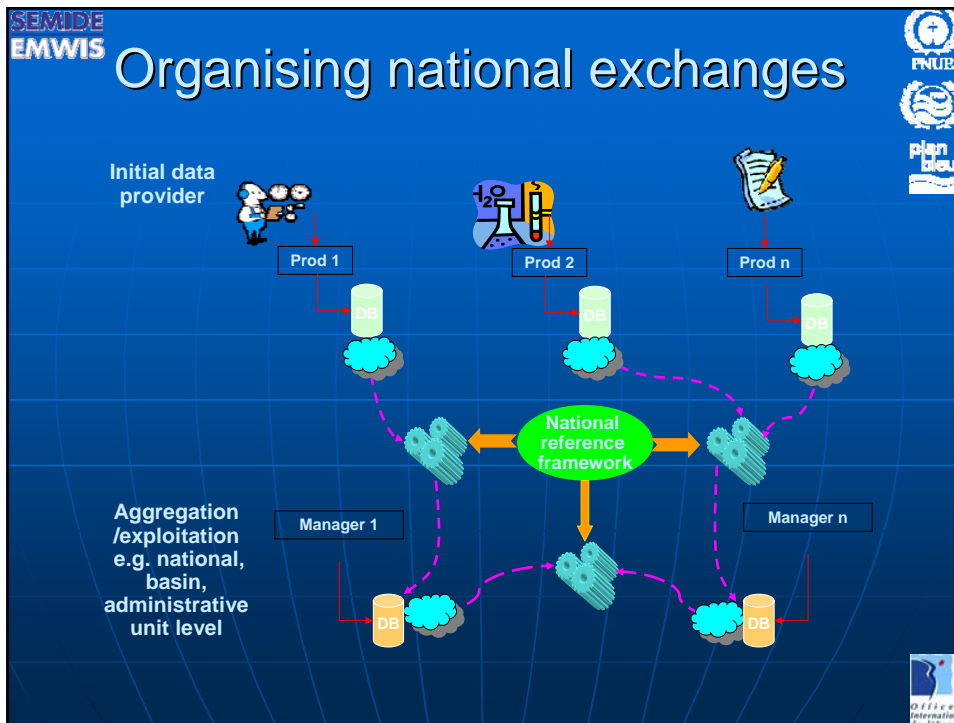 SEMIDE
EMWIS
Organising national exchanges
PNUE
plan
bleu
Initial data
provider
H2O
Prod 1
Prod 2
Prod n
DB
DB
DB
National
reference
framework
Aggregation
/exploitation
e.g. national,
basin,
administrative
unit level
Manager 1
Manager n
DB
DB
Office
Internatio